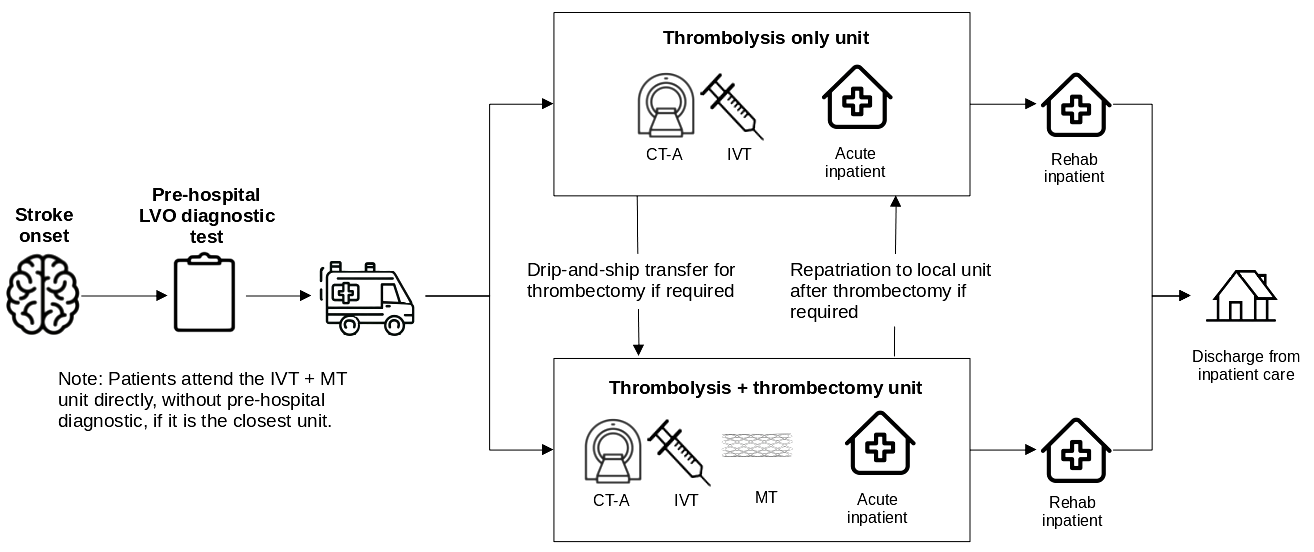 Stroke
onset
Pre-hospital
LVO diagnostic
test
Note: Patients attend the IVT + MT
unit directly, without pre-hospital
diagnostic, if it is the closest unit.
Thrombolysis only unit
CT-A
IVT
Acute
inpatient
Rehab
inpatient
Drip-and-ship transfer for
thrombectomy if required
Repatriation to local unit
after thrombectomy if
required
Thrombolysis + thrombectomy unit
CT-A
IVT
MT
Acute
inpatient
Rehab
inpatient
Discharge from
inpatient care